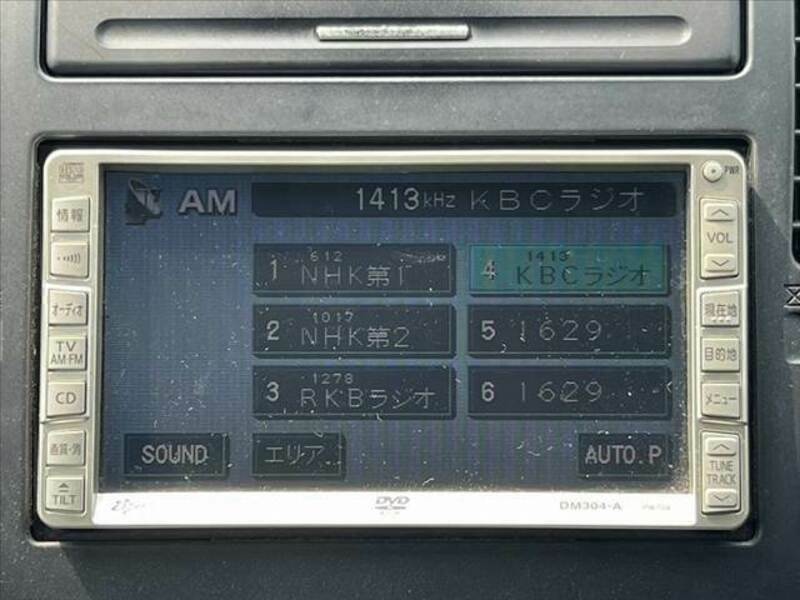 AM 1413kHz KBCラジオ
1 612 NHK第1
4 1413 KBCラジオ
2 1017 NHK第2
5 1629
3 1278 RKBラジオ
6 1629
SOUND エリア AUTO.P
情報
オーディオ
TV
AM・FM
CD
画質・消
TILT
PWR
VOL
現在地
目的地
メニュー
TUNE
TRACK
DVD
DM304-A